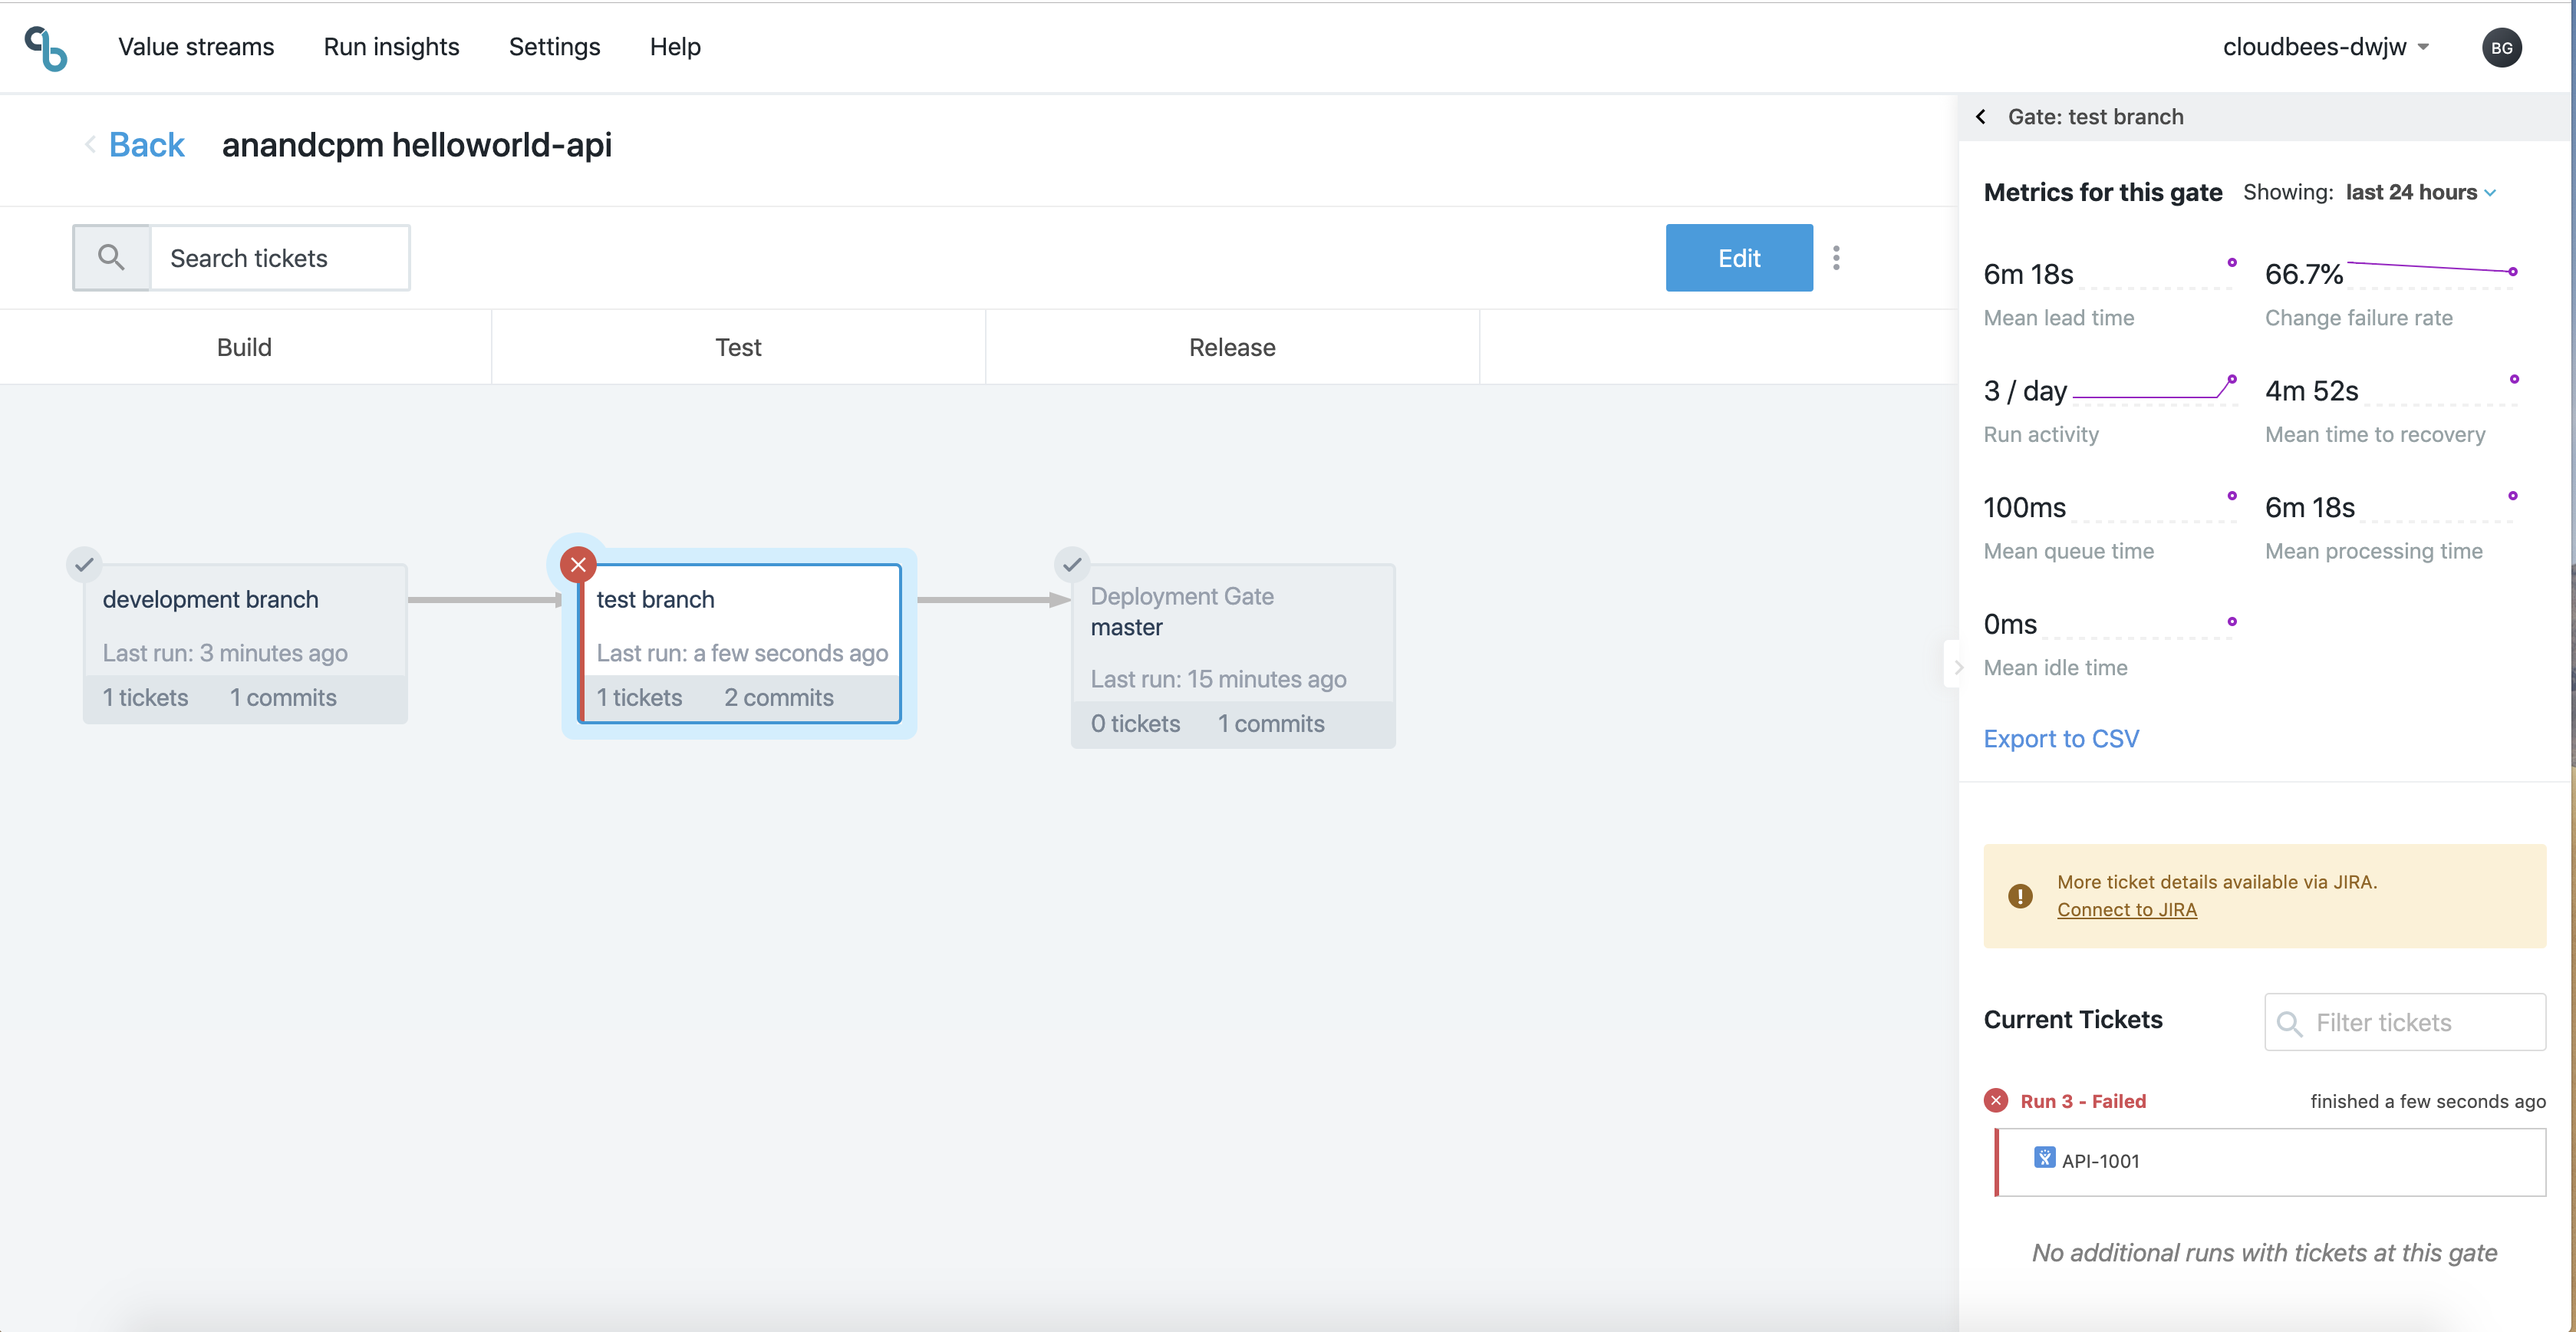 Value streams Run insights Settings Help cloudbees-dwjw BG
Back anandcpm helloworld-api
Search tickets Edit
Build Test Release
development branch
Last run: 3 minutes ago
1 tickets 1 commits
test branch
Last run: a few seconds ago
1 tickets 2 commits
Deployment Gate
master
Last run: 15 minutes ago
0 tickets 1 commits
Gate: test branch
Metrics for this gate Showing: last 24 hours
6m 18s 66.7%
Mean lead time Change failure rate
3 / day 4m 52s
Run activity Mean time to recovery
100ms 6m 18s
Mean queue time Mean processing time
0ms
Mean idle time
Export to CSV
More ticket details available via JIRA.
Connect to JIRA
Current Tickets Filter tickets
Run 3 - Failed finished a few seconds ago
API-1001
No additional runs with tickets at this gate